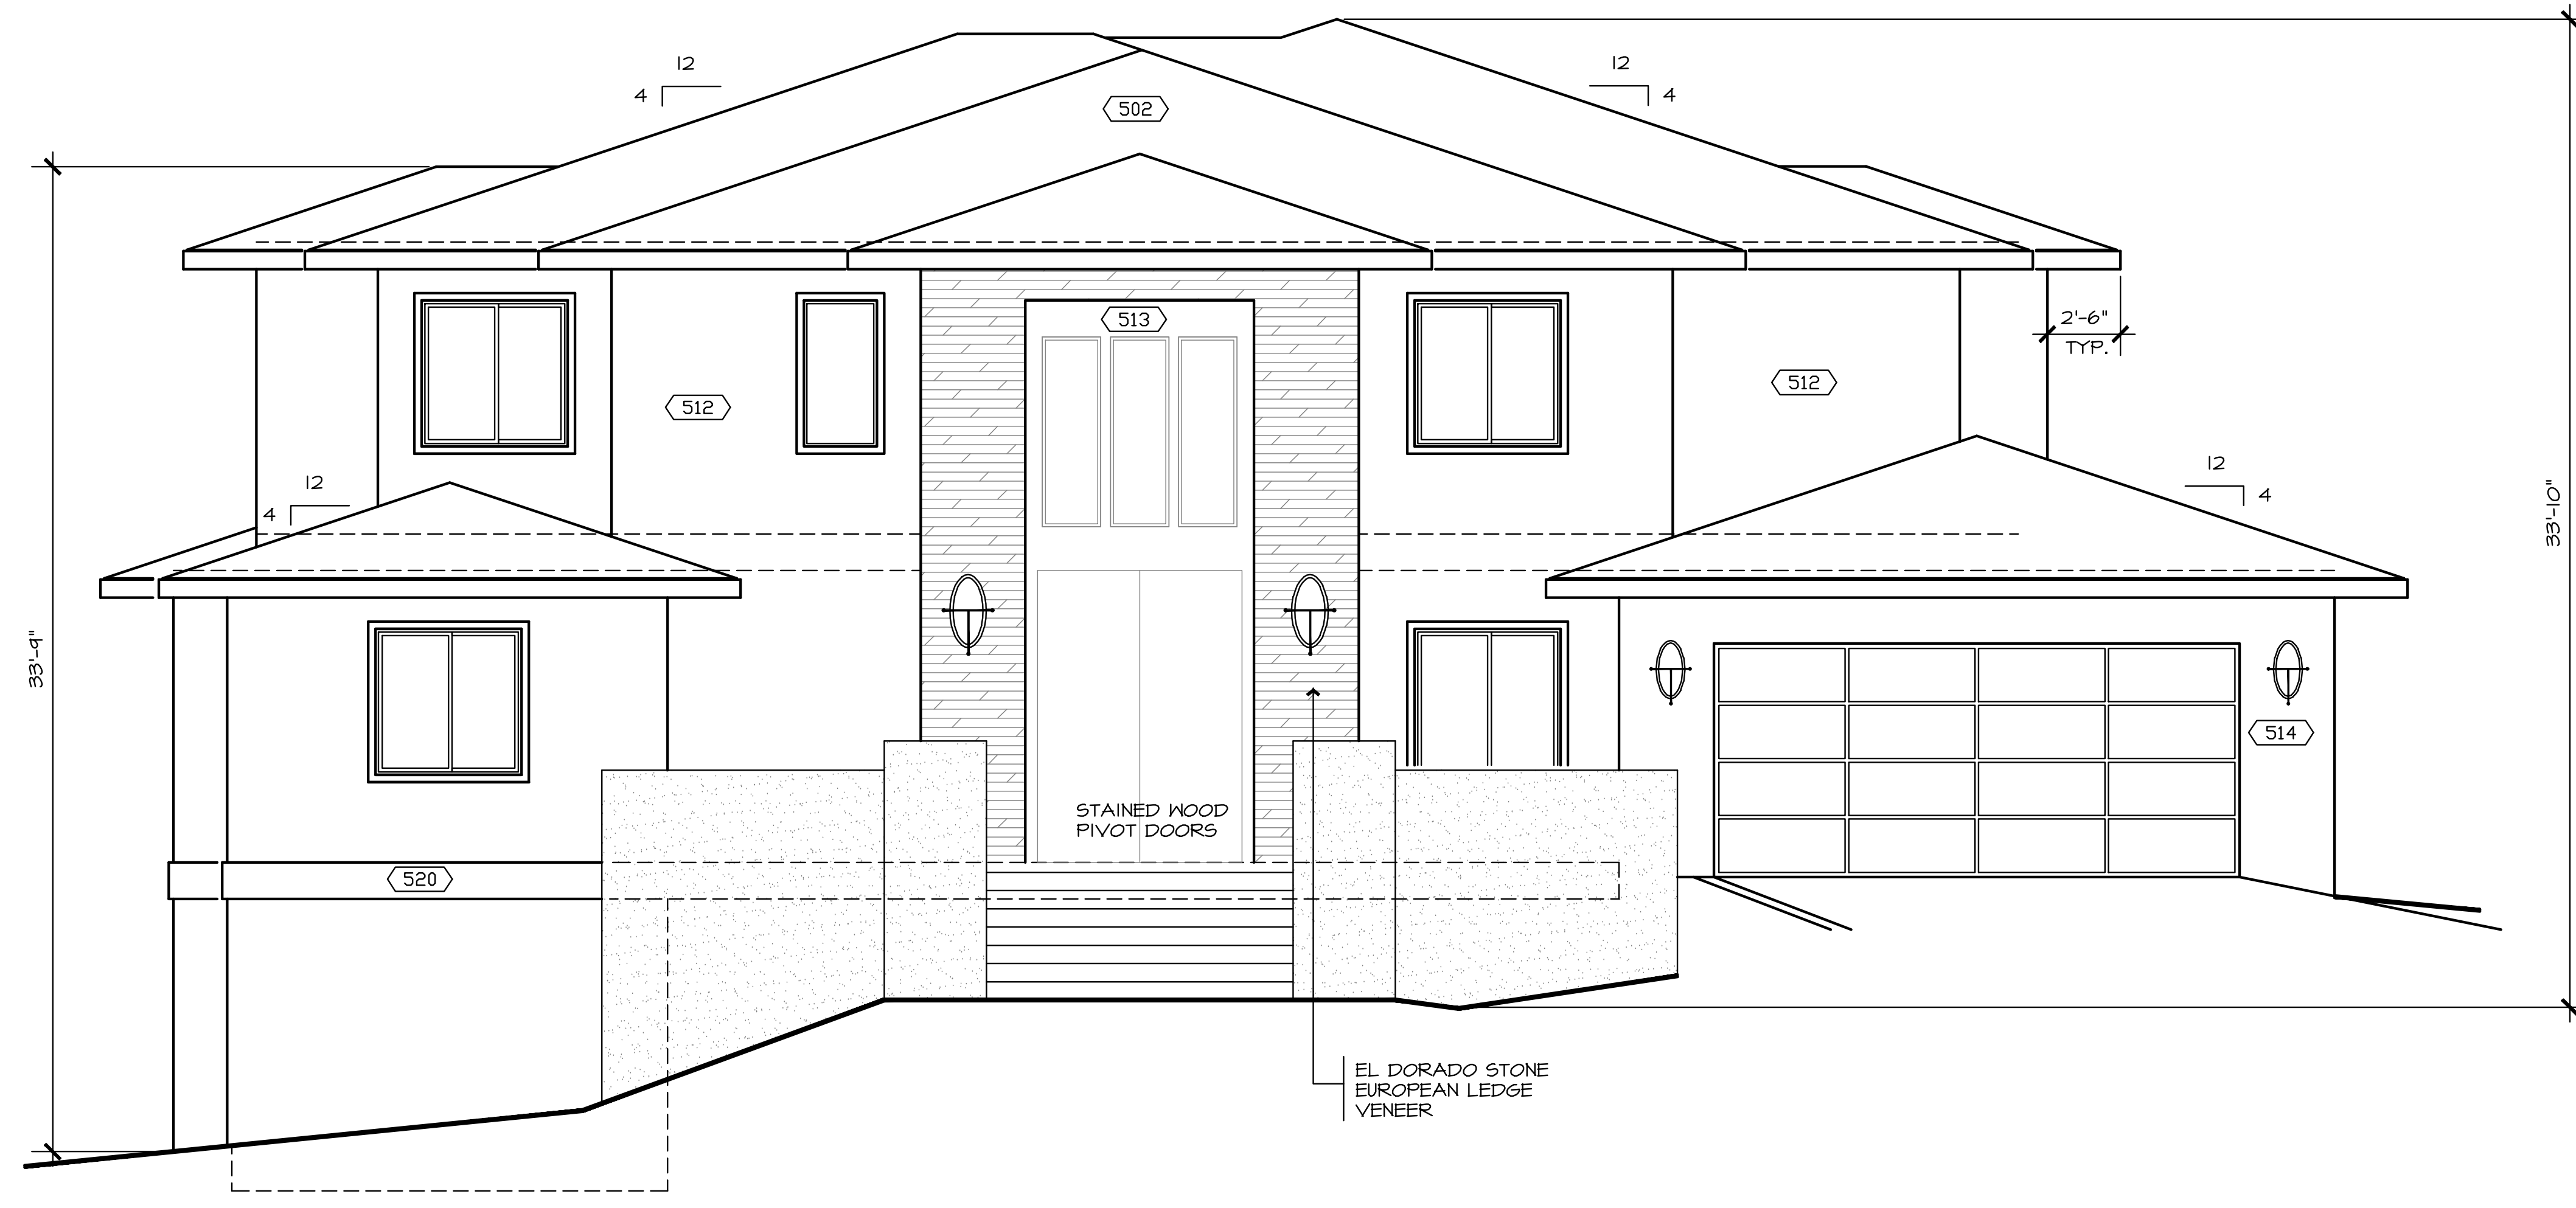 12
4
12
4
502
513
2'-6"
TYP.
512
512
12
4
12
4
33'-10"
33'-9"
514
STAINED WOOD
PIVOT DOORS
520
EL DORADO STONE
EUROPEAN LEDGE
VENEER